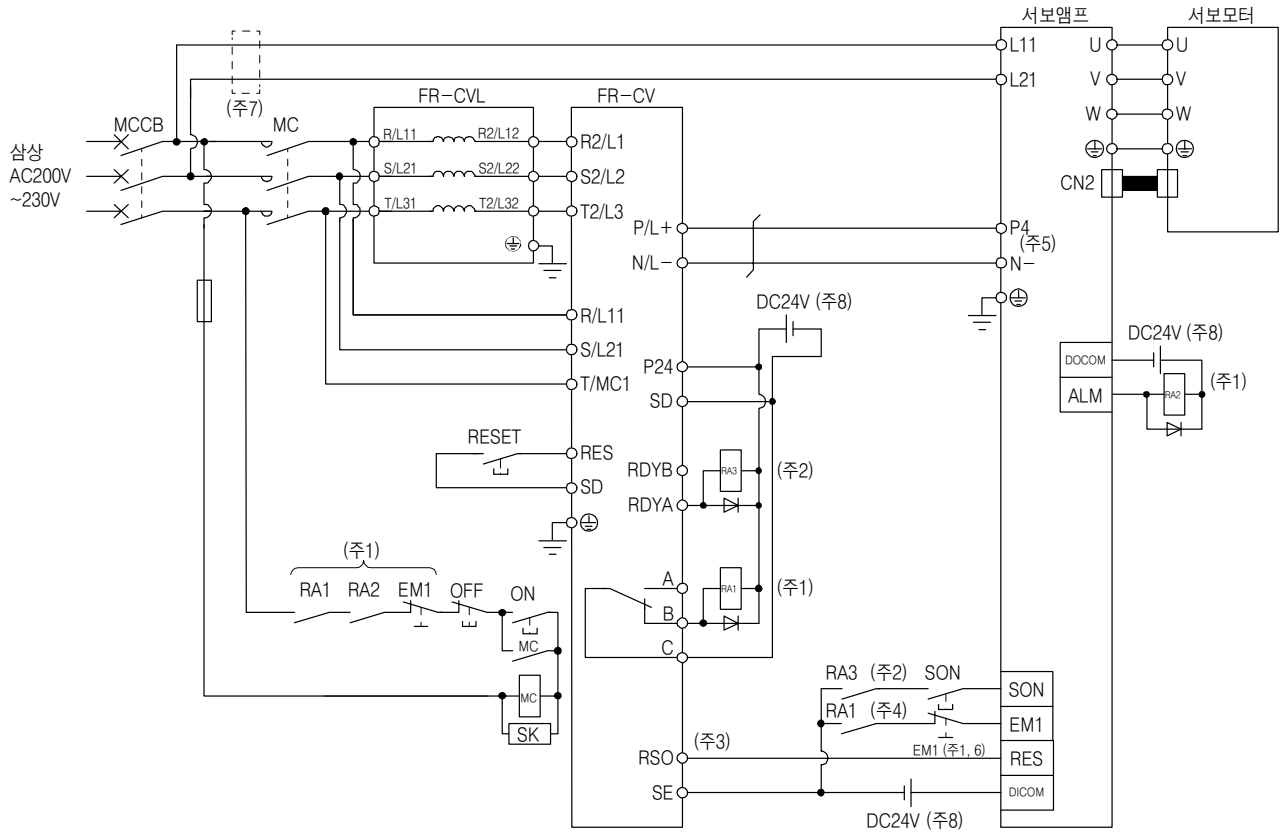 서보앰프 서보모터
L11 U U
L21 V V
(주7) FR-CVL FR-CV W W
MCCB MC R/L11 R2/L12 R2/L1
삼상
AC200V
~230V
S/L21 S2/L22 S2/L2 CN2
T/L31 T2/L32 T2/L3
P/L+ P4
(주5)
N/L- N-
DC24V (주8)
R/L11
S/L21 DC24V (주8)
P24 DOCOM
T/MC1
SD ALM RA2 (주1)
RESET RES
RDYB RA3 (주2)
SD
RDYA
(주1)
RA1 RA2 EM1 OFF ON
A RA1 (주1)
B
MC
C
RA3 (주2) SON SON
MC
RA1 (주4) EM1
SK
(주3) EM1 (주1, 6)
RSO RES
SE DICOM
DC24V (주8)